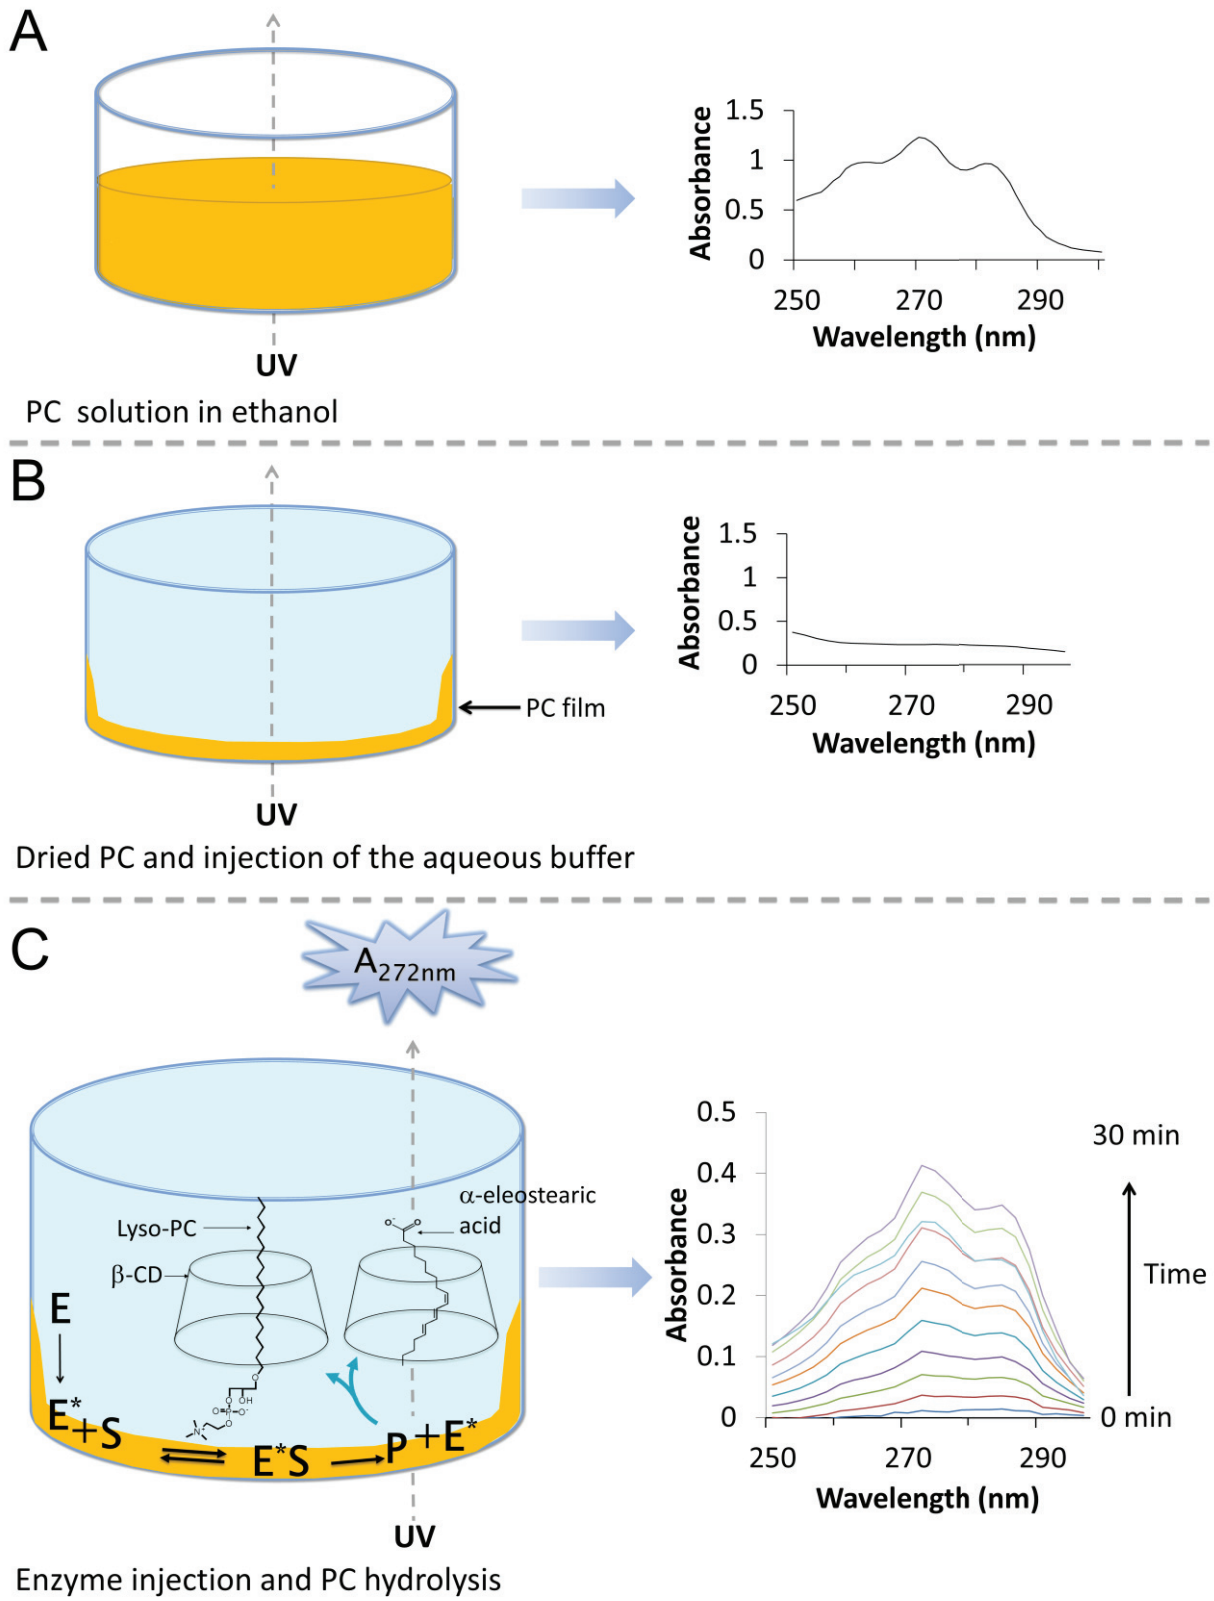 A
1.5
1
0.5
0
Absorbance
250 270 290
Wavelength (nm)
UV
PC solution in ethanol
B
1.5
1
0.5
0
Absorbance
250 270 290
Wavelength (nm)
PC film
UV
Dried PC and injection of the aqueous buffer
C
A272nm
α-eleostearic
acid
Lyso-PC
β-CD
E
E*+S
E*S
P+E*
UV
0.5
0.4
0.3
0.2
0.1
0
Absorbance
250 270 290
Wavelength (nm)
30 min
Time
0 min
Enzyme injection and PC hydrolysis